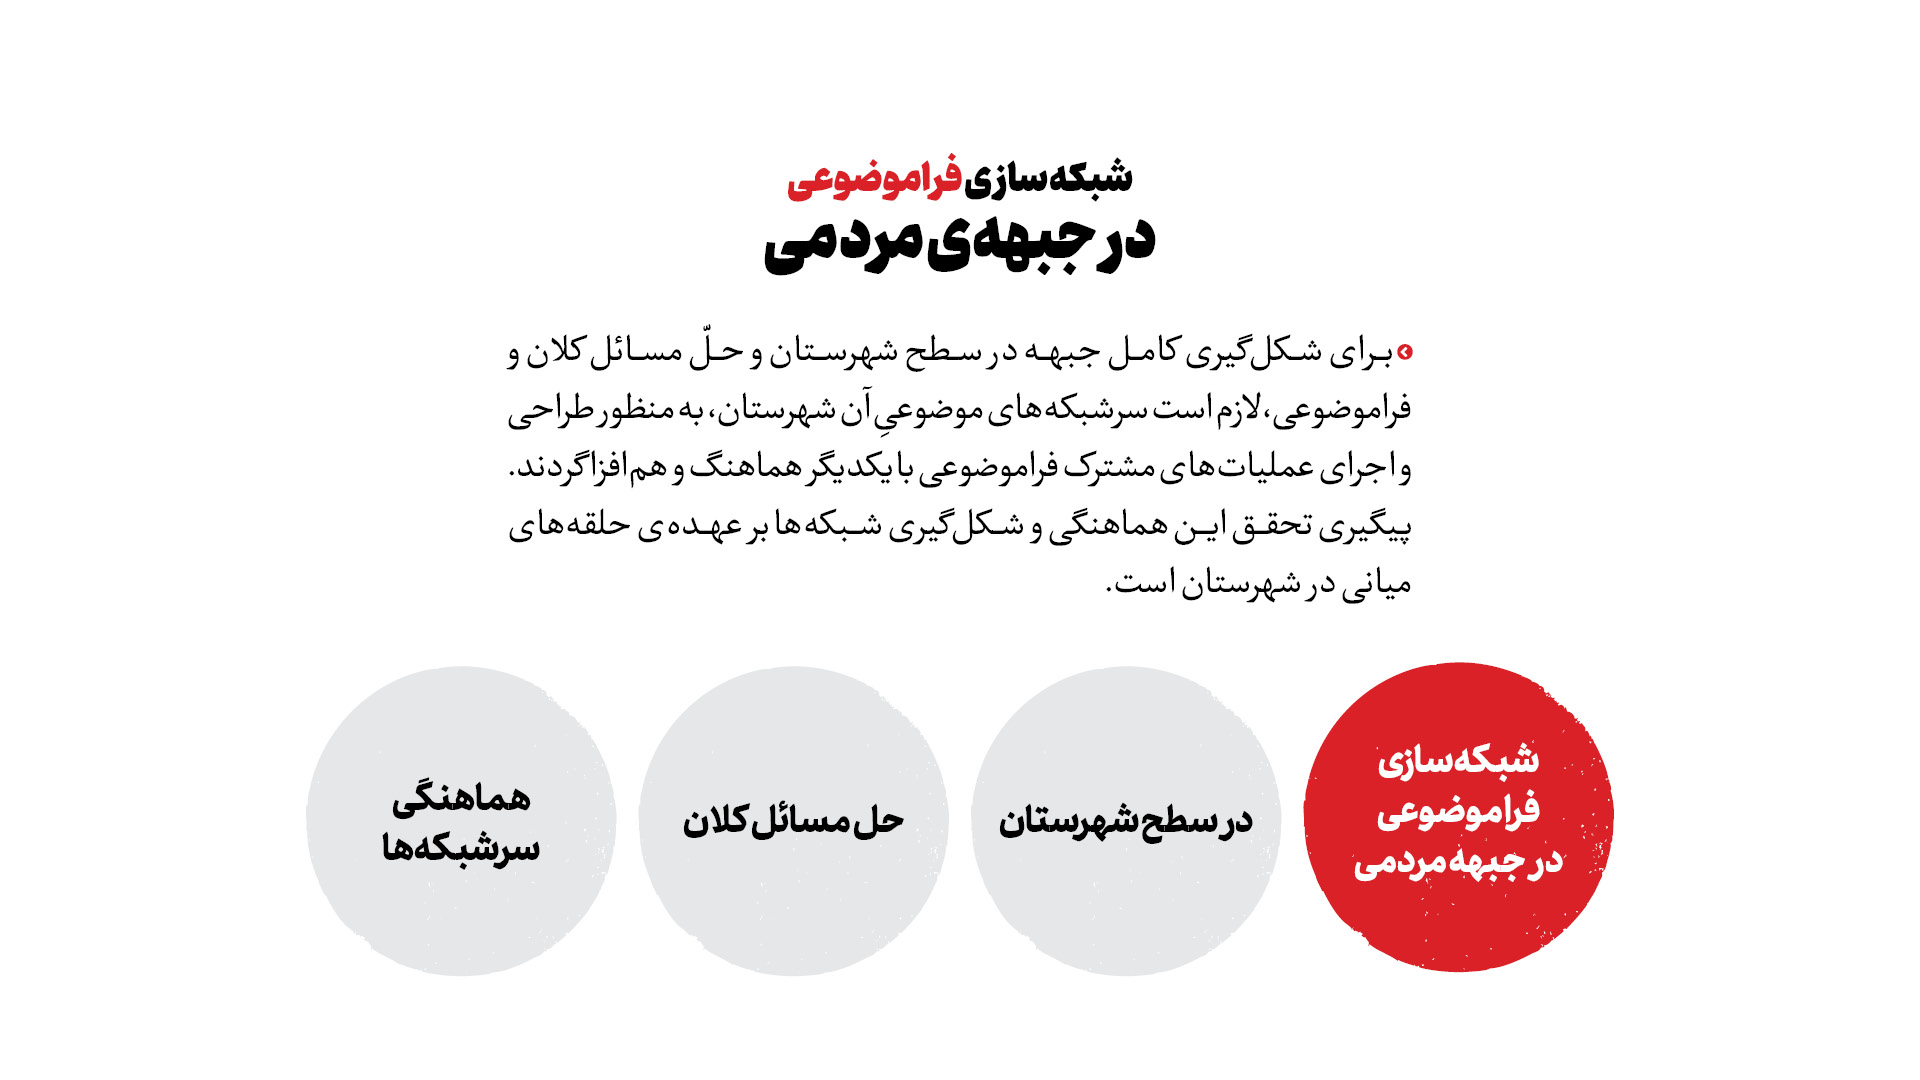 شبکه‌سازی فراموضوعی
در جبهه‌ی مردمی
برای شکل‌گیری کامل جبهه در سطح شهرستان و حلّ مسائل کلان و
فراموضوعی، لازم است سرشبکه‌های موضوعیِ آن شهرستان، به منظور طراحی
و اجرای عملیات‌های مشترک فراموضوعی با یکدیگر هماهنگ و هم‌افزا گردند.
پیگیری تحقق این هماهنگی و شکل‌گیری شبکه‌ها بر عهده‌ی حلقه‌های
میانی در شهرستان است.
شبکه‌سازی
فراموضوعی
در جبهه مردمی
در سطح شهرستان
حل مسائل کلان
هماهنگی
سرشبکه‌ها